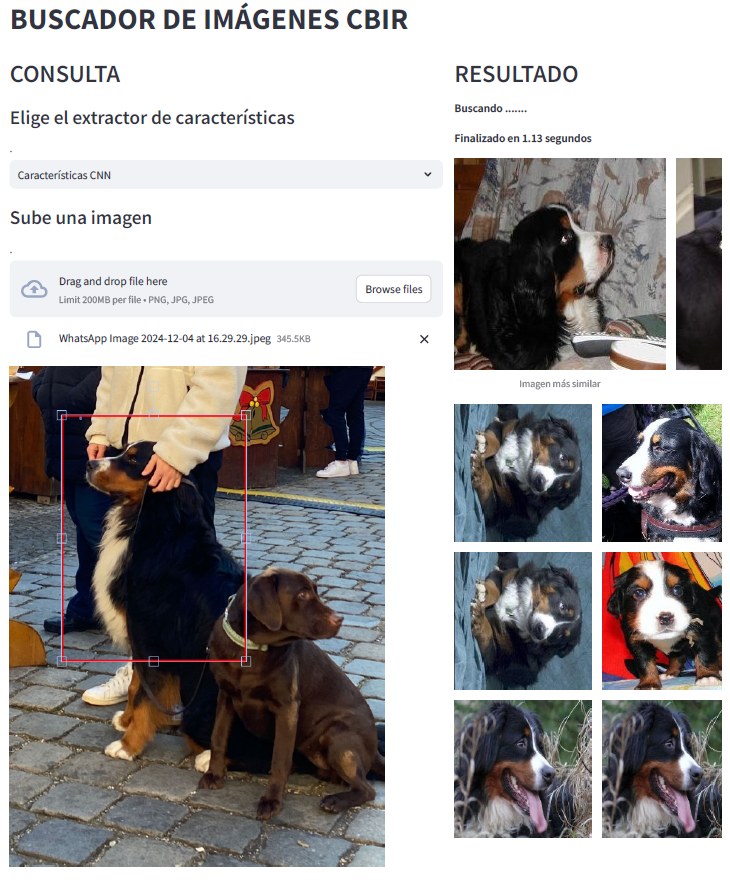 BUSCADOR DE IMÁGENES CBIR
CONSULTA
Elige el extractor de características
.
Características CNN
Sube una imagen
.
Drag and drop file here
Limit 200MB per file • PNG, JPG, JPEG
Browse files
WhatsApp Image 2024-12-04 at 16.29.29.jpeg 345.5KB
RESULTADO
Buscando .......
Finalizado en 1.13 segundos
Imagen más similar